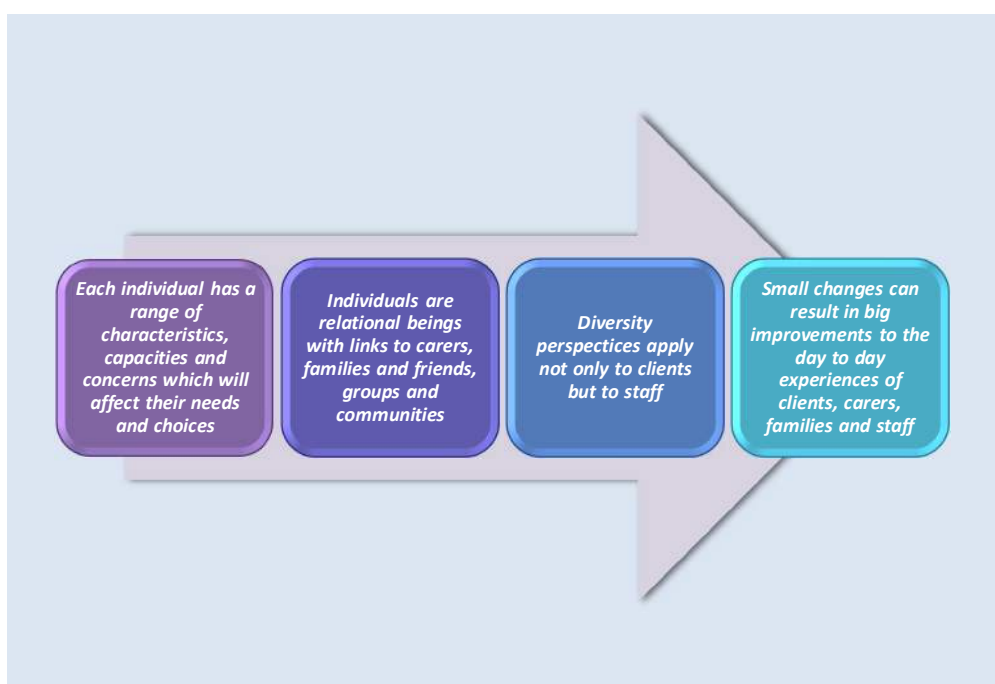 Each individual has a
range of
characteristics,
capacities and
concerns which will
affect their needs
and choices
Individuals are
relational beings
with links to carers,
families and friends,
groups and
communities
Diversity
perspectices apply
not only to clients
but to staff
Small changes can
result in big
improvements to the
day to day
experiences of
clients, carers,
families and staff